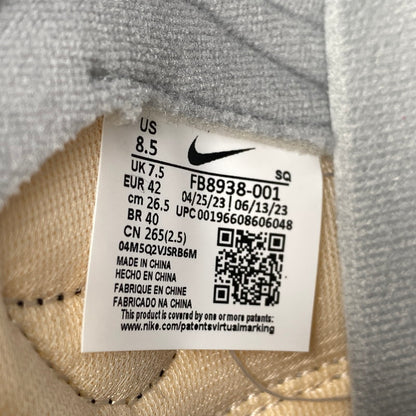 US
8.5
UK 7.5
EUR 42
cm 26.5
BR 40
CN 265(2.5)
04M5Q2VJSRB6M
SQ
FB8938-001
04/25/23 | 06/13/23
UPC 00196608606048
MADE IN CHINA
HECHO EN CHINA
FABRIQUE EN CHINE
FABRICADO NA CHINA
This product is covered by one or more patents:
www.nike.com/patentsvirtualmarking